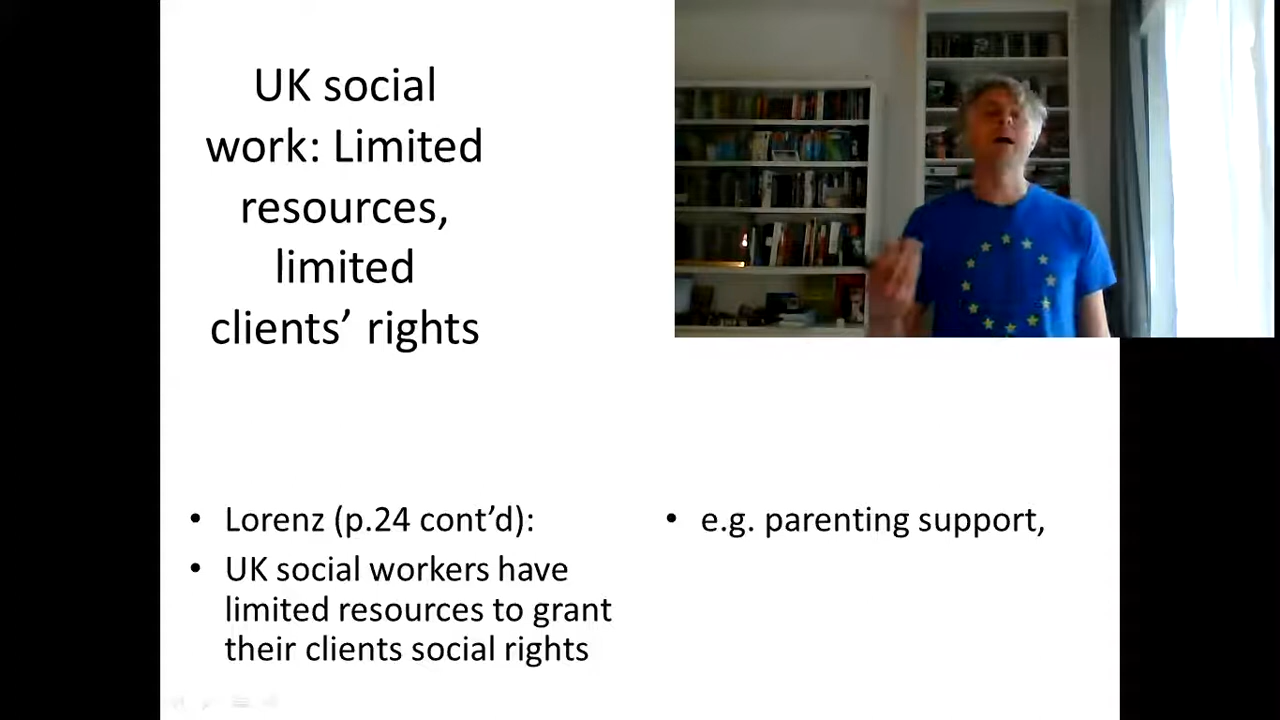 UK social
work: Limited
resources,
limited
clients’ rights
• Lorenz (p.24 cont’d):
• UK social workers have
limited resources to grant
their clients social rights
• e.g. parenting support,